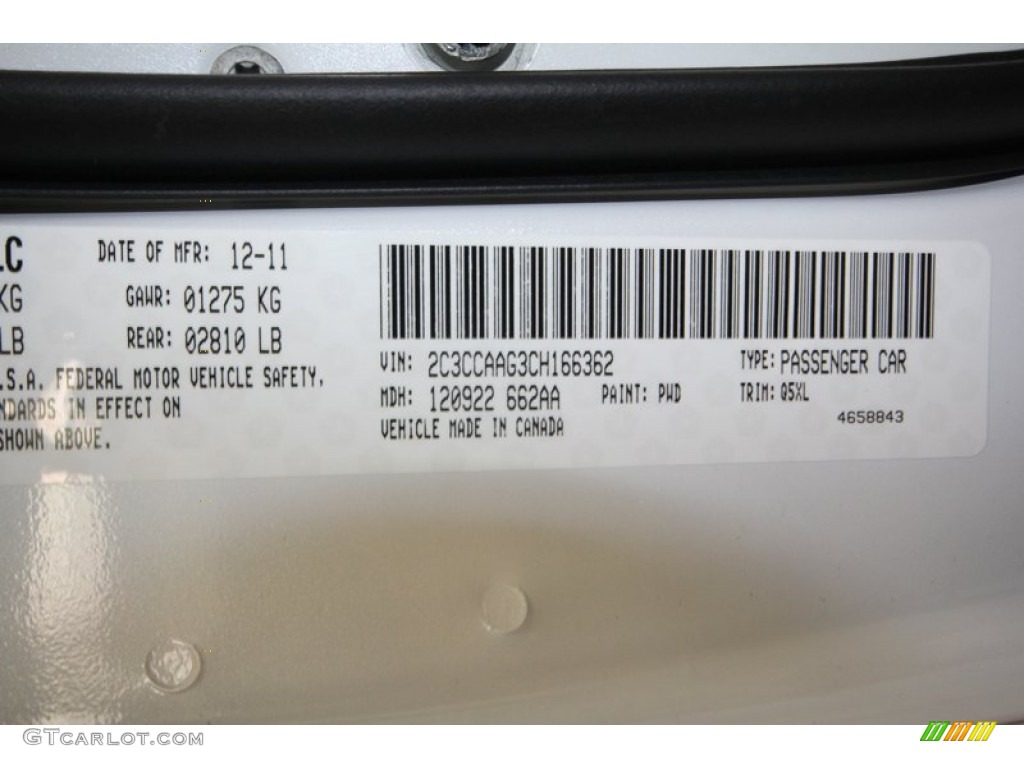 LC DATE OF MFR: 12-11
KG GAWR: 01275 KG
LB REAR: 02810 LB
.S.A. FEDERAL MOTOR VEHICLE SAFETY,
NDARDS IN EFFECT ON
SHOWN ABOVE.
VIN: 2C3CCAAG3CH166362 TYPE: PASSENGER CAR
MDH: 120922 662AA PAINT: PWD TRIM: Q5XL
VEHICLE MADE IN CANADA 4658843
GTcarlot.com